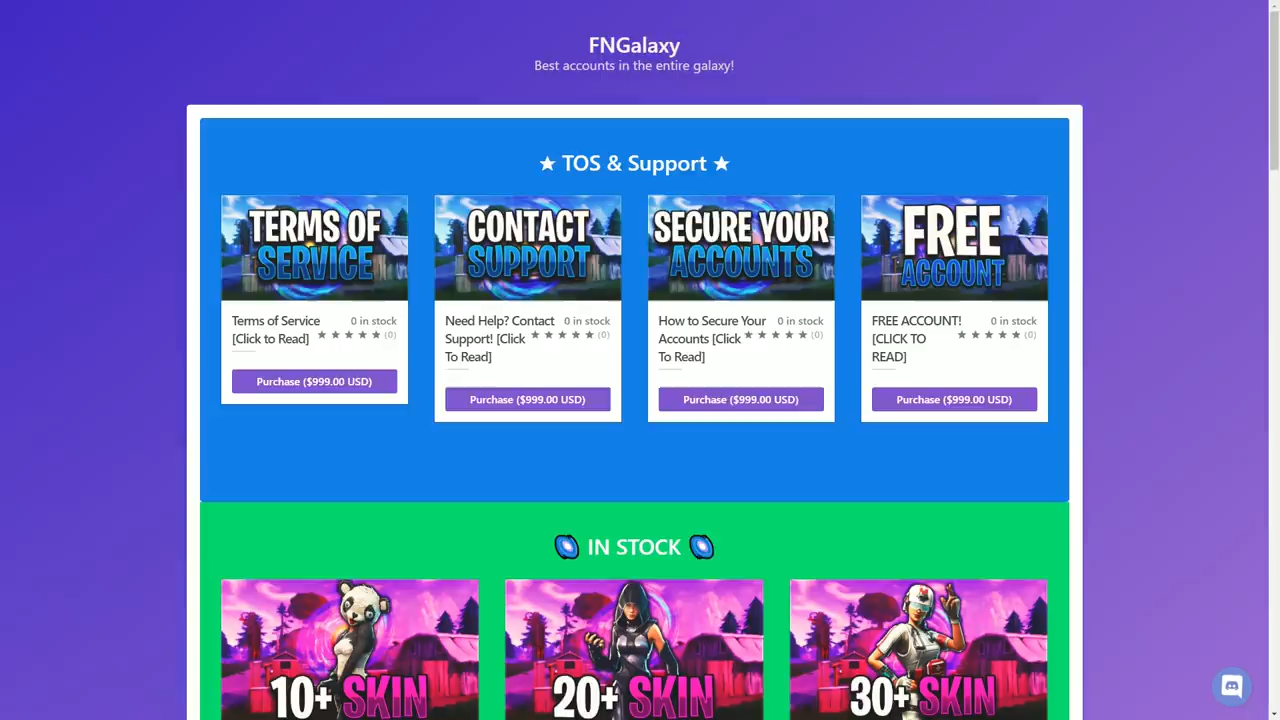 FNGalaxy
Best accounts in the entire galaxy!
★ TOS & Support ★
TERMS OF
SERVICE
Terms of Service
[Click to Read]
0 in stock
★ ★ ★ ★ ★ (0)
Purchase ($999.00 USD)
CONTACT
SUPPORT
Need Help? Contact
Support! [Click
To Read]
0 in stock
★ ★ ★ ★ ★ (0)
Purchase ($999.00 USD)
SECURE YOUR
ACCOUNTS
How to Secure Your
Accounts [Click
To Read]
0 in stock
★ ★ ★ ★ ★ (0)
Purchase ($999.00 USD)
FREE
ACCOUNT
FREE ACCOUNT!
[CLICK TO
READ]
0 in stock
★ ★ ★ ★ ★ (0)
Purchase ($999.00 USD)
IN STOCK
10+ SKIN
20+ SKIN
30+ SKIN